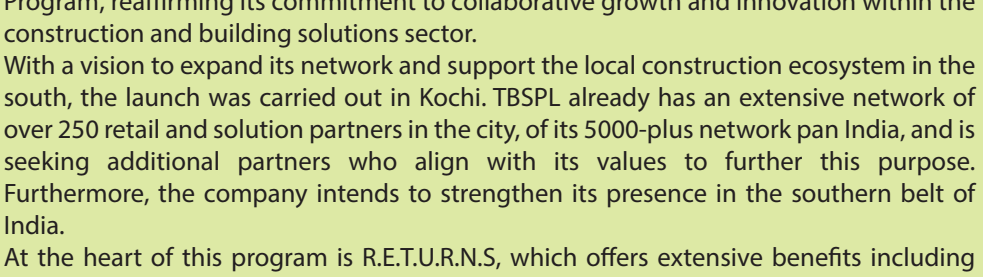 Program, reaffirming its commitment to collaborative growth and innovation within the
construction and building solutions sector.
With a vision to expand its network and support the local construction ecosystem in the
south, the launch was carried out in Kochi. TBSPL already has an extensive network of
over 250 retail and solution partners in the city, of its 5000-plus network pan India, and is
seeking additional partners who align with its values to further this purpose.
Furthermore, the company intends to strengthen its presence in the southern belt of
India.
At the heart of this program is R.E.T.U.R.N.S, which offers extensive benefits including